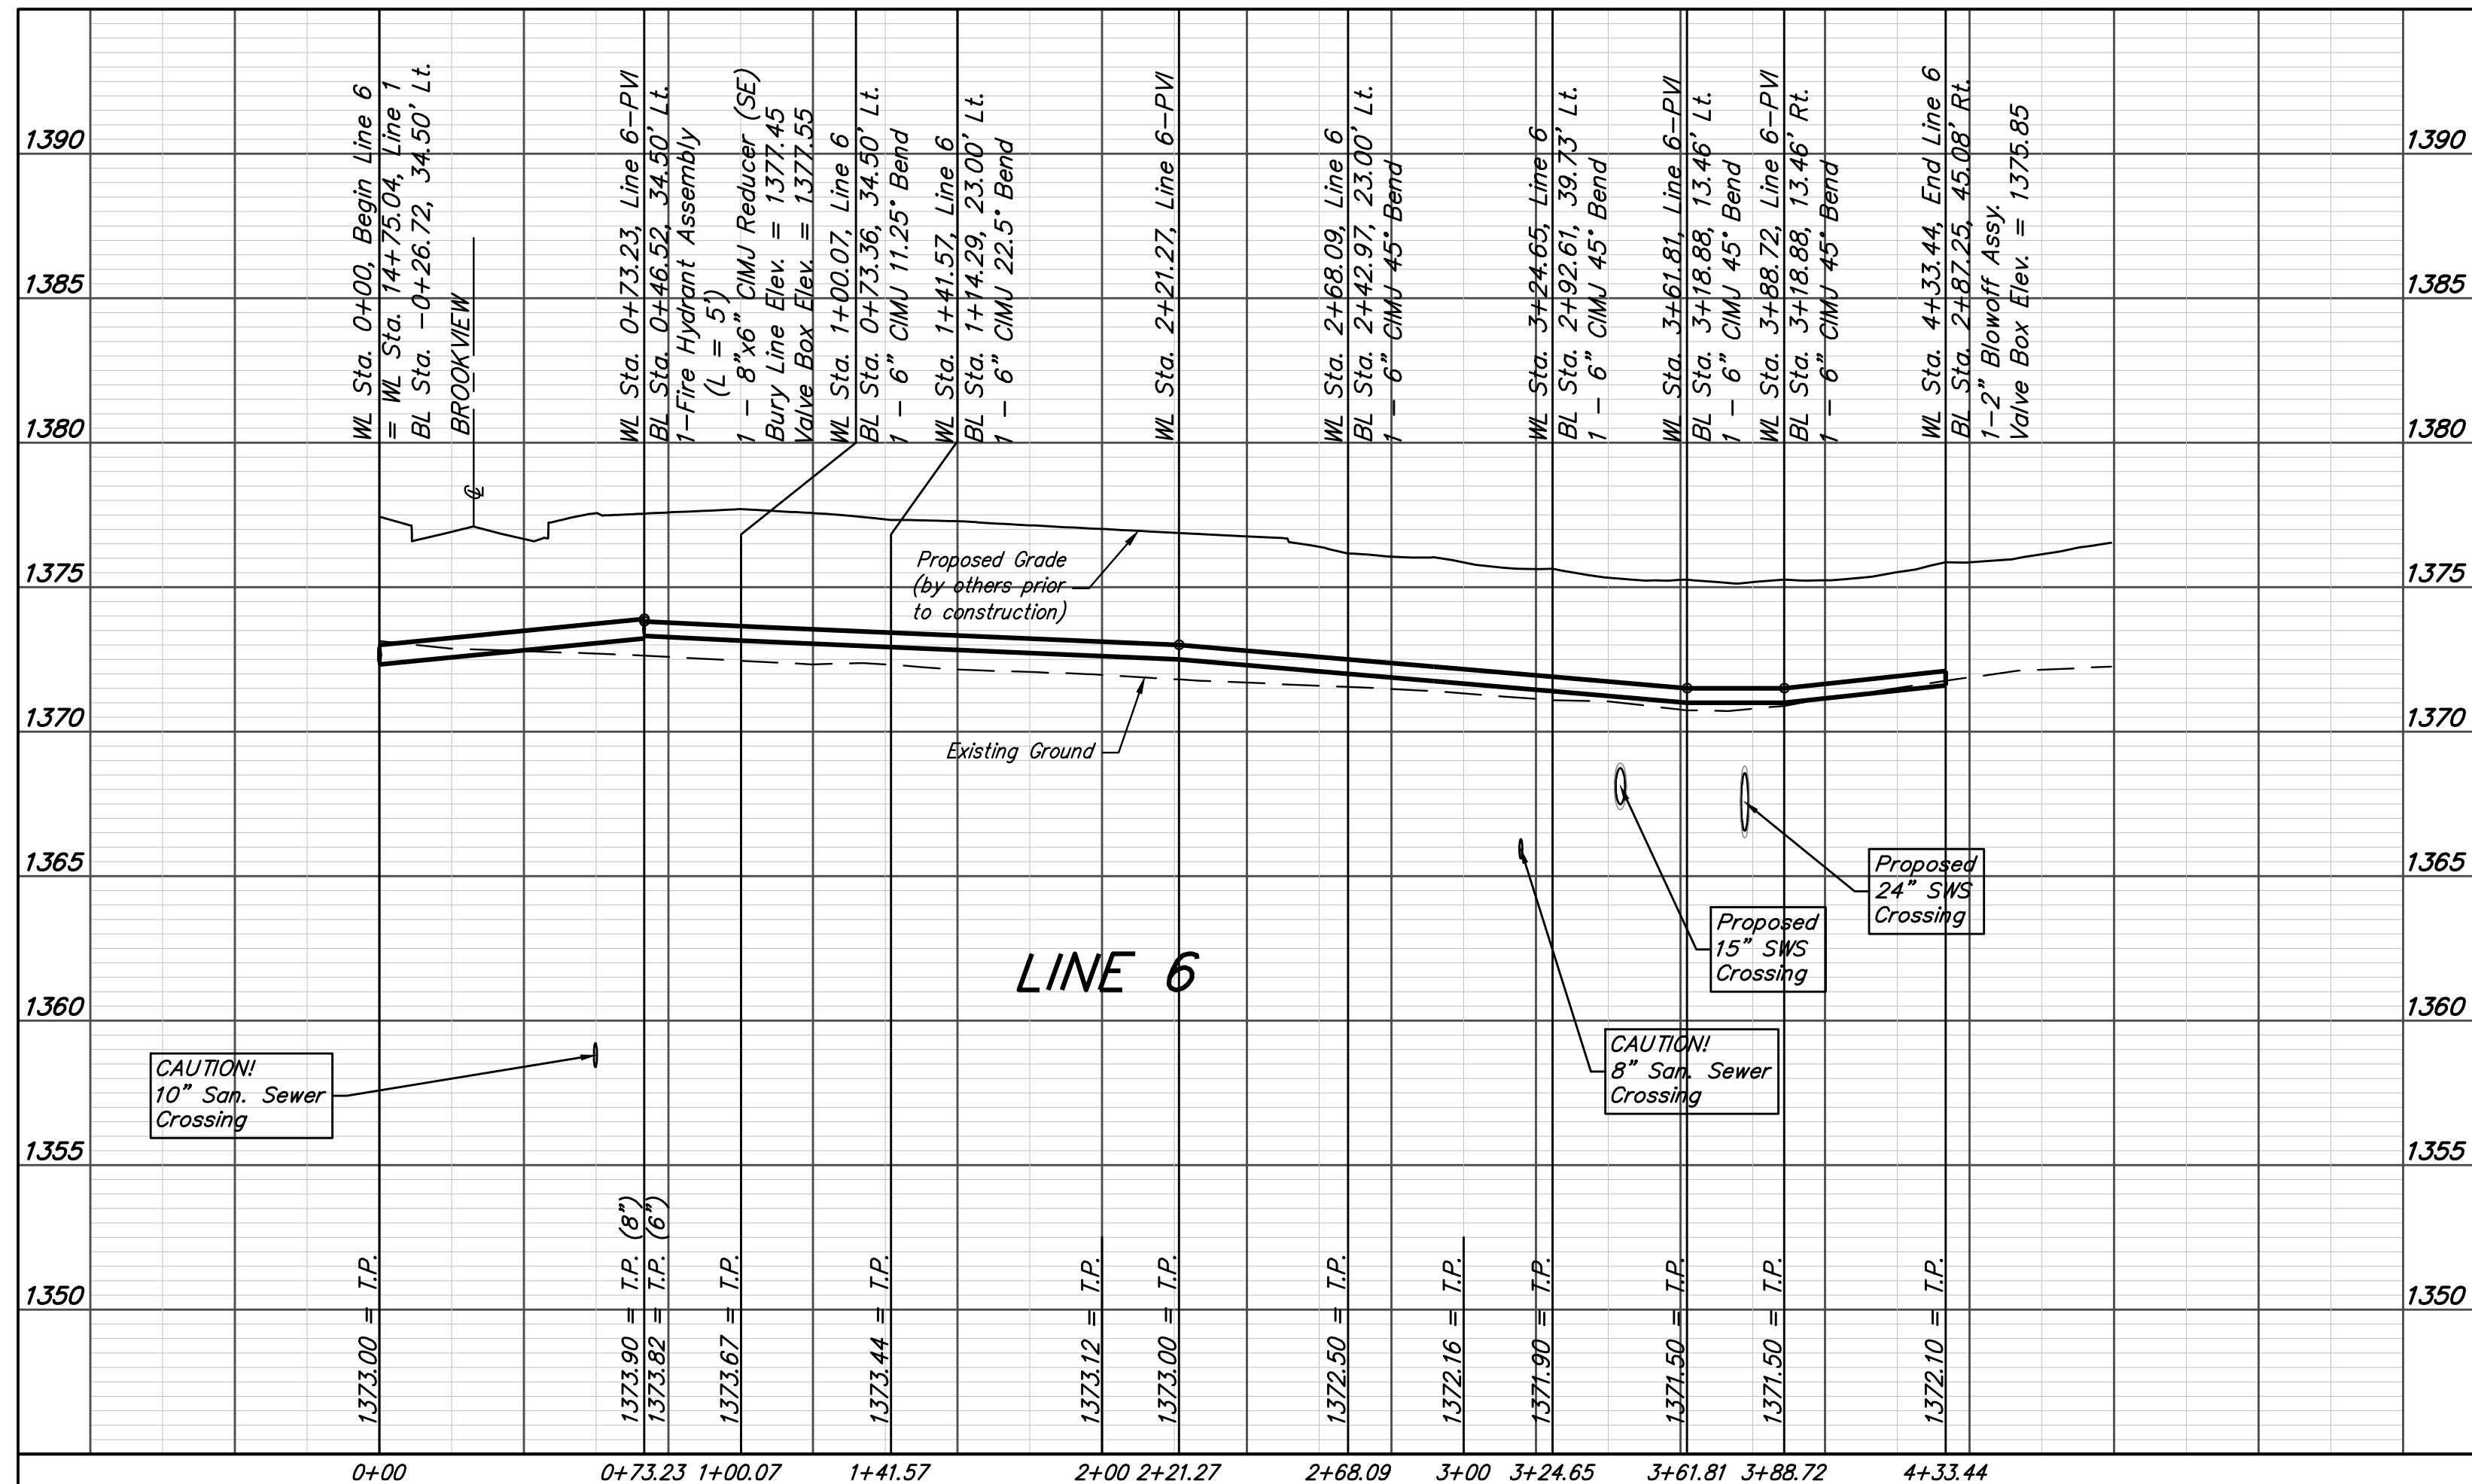 WL Sta. 0+00, Begin Line 6
= WL Sta. 14+75.04, Line 1
BL Sta. -0+26.72, 34.50' Lt.
BROOKVIEW
℄
WL Sta. 0+73.23, Line 6-PVI
BL Sta. 0+46.52, 34.50' Lt.
1-Fire Hydrant Assembly
(L = 5')
1 - 8"x6" CIMJ Reducer (SE)
Bury Line Elev. = 1377.45
Valve Box Elev. = 1377.55
WL Sta. 1+00.07, Line 6
BL Sta. 0+73.36, 34.50' Lt.
1 - 6" CIMJ 11.25° Bend
WL Sta. 1+41.57, Line 6
BL Sta. 1+14.29, 23.00' Lt.
1 - 6" CIMJ 22.5° Bend
WL Sta. 2+21.27, Line 6-PVI
WL Sta. 2+68.09, Line 6
BL Sta. 2+42.97, 23.00' Lt.
1 - 6" CIMJ 45° Bend
WL Sta. 3+24.65, Line 6
BL Sta. 2+92.61, 39.73' Lt.
1 - 6" CIMJ 45° Bend
WL Sta. 3+61.81, Line 6-PVI
BL Sta. 3+18.88, 13.46' Lt.
1 - 6" CIMJ 45° Bend
WL Sta. 3+88.72, Line 6-PVI
BL Sta. 3+18.88, 13.46' Rt.
1 - 6" CIMJ 45° Bend
WL Sta. 4+33.44, End Line 6
BL Sta. 2+87.25, 45.08' Rt.
1-2" Blowoff Assy.
Valve Box Elev. = 1375.85
1390
1390
1385
1385
1380
1380
1375
1375
1370
1370
1365
1365
1360
1360
1355
1355
1350
1350
Proposed Grade
(by others prior
to construction)
Existing Ground
Proposed
24" SWS
Crossing
Proposed
15" SWS
Crossing
LINE 6
CAUTION!
8" San. Sewer
Crossing
CAUTION!
10" San. Sewer
Crossing
1373.00 = T.P.
1373.90 = T.P. (8")
1373.82 = T.P. (6")
1373.67 = T.P.
1373.44 = T.P.
1373.12 = T.P.
1373.00 = T.P.
1372.50 = T.P.
1372.16 = T.P.
1371.90 = T.P.
1371.50 = T.P.
1371.50 = T.P.
1372.10 = T.P.
0+00 0+73.23 1+00.07 1+41.57 2+00 2+21.27 2+68.09 3+00 3+24.65 3+61.81 3+88.72 4+33.44